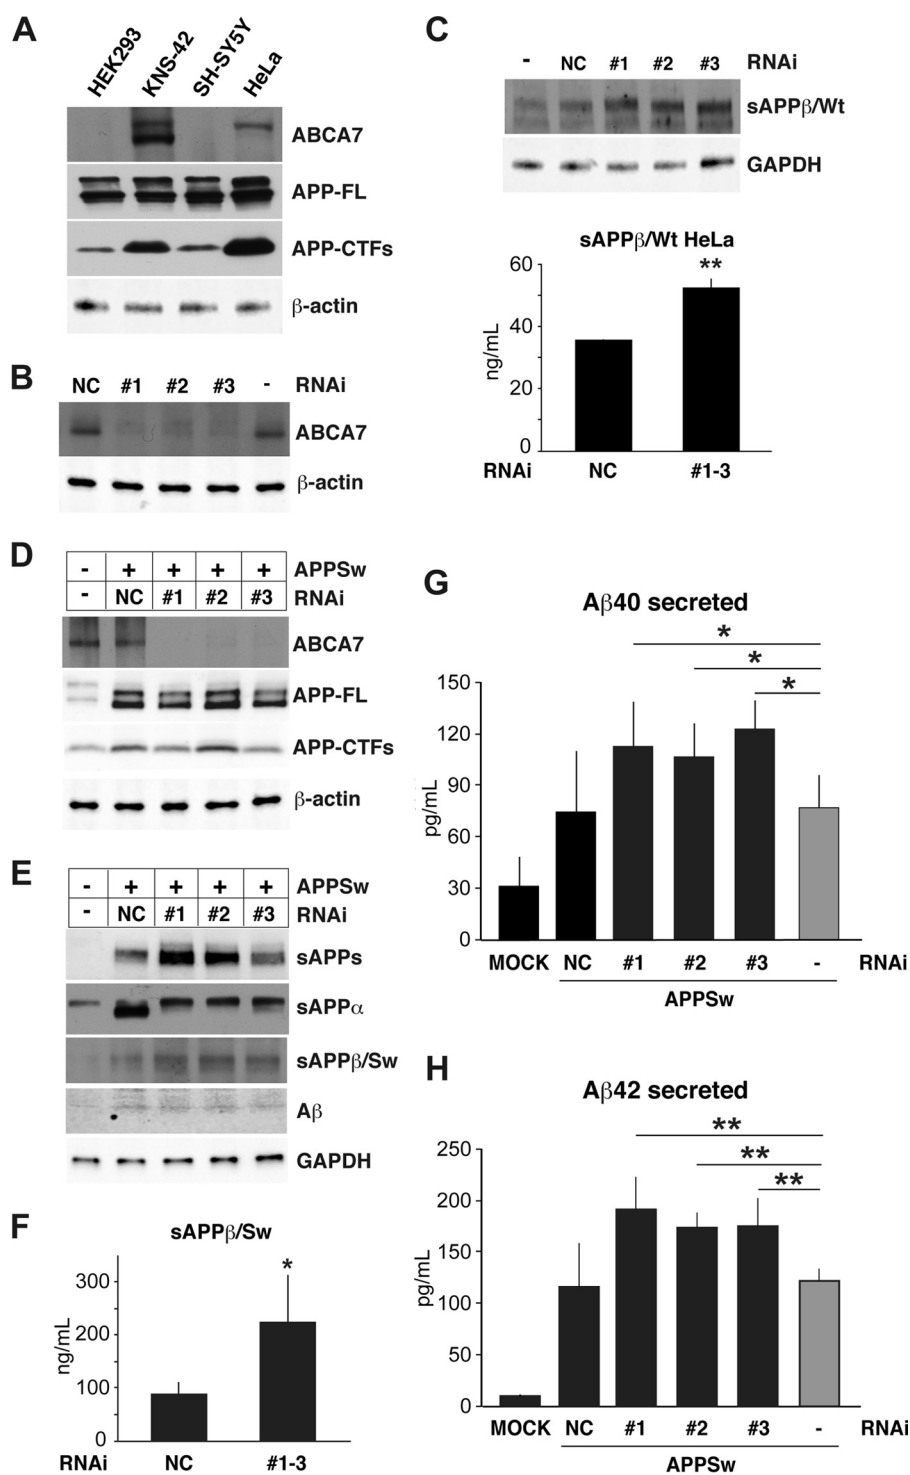 A
HEK293 KNS-42 SH-SY5Y HeLa
ABCA7
APP-FL
APP-CTFs
β-actin
B
NC #1 #2 #3 - RNAi
ABCA7
β-actin
C
- NC #1 #2 #3 RNAi
sAPPβ/Wt
GAPDH
sAPPβ/Wt HeLa
60
**
40
20
0
ng/mL
RNAi NC #1-3
D
- + + + + APPSw
- NC #1 #2 #3 RNAi
ABCA7
APP-FL
APP-CTFs
β-actin
E
- + + + + APPSw
- NC #1 #2 #3 RNAi
sAPPs
sAPPα
sAPPβ/Sw
Aβ
GAPDH
F
sAPPβ/Sw
*
300
200
100
0
ng/mL
RNAi NC #1-3
G
Aβ40 secreted
*
*
*
150
120
90
60
30
0
pg/mL
MOCK NC #1 #2 #3 - RNAi
APPSw
H
Aβ42 secreted
**
**
**
250
200
150
100
50
0
pg/mL
MOCK NC #1 #2 #3 - RNAi
APPSw